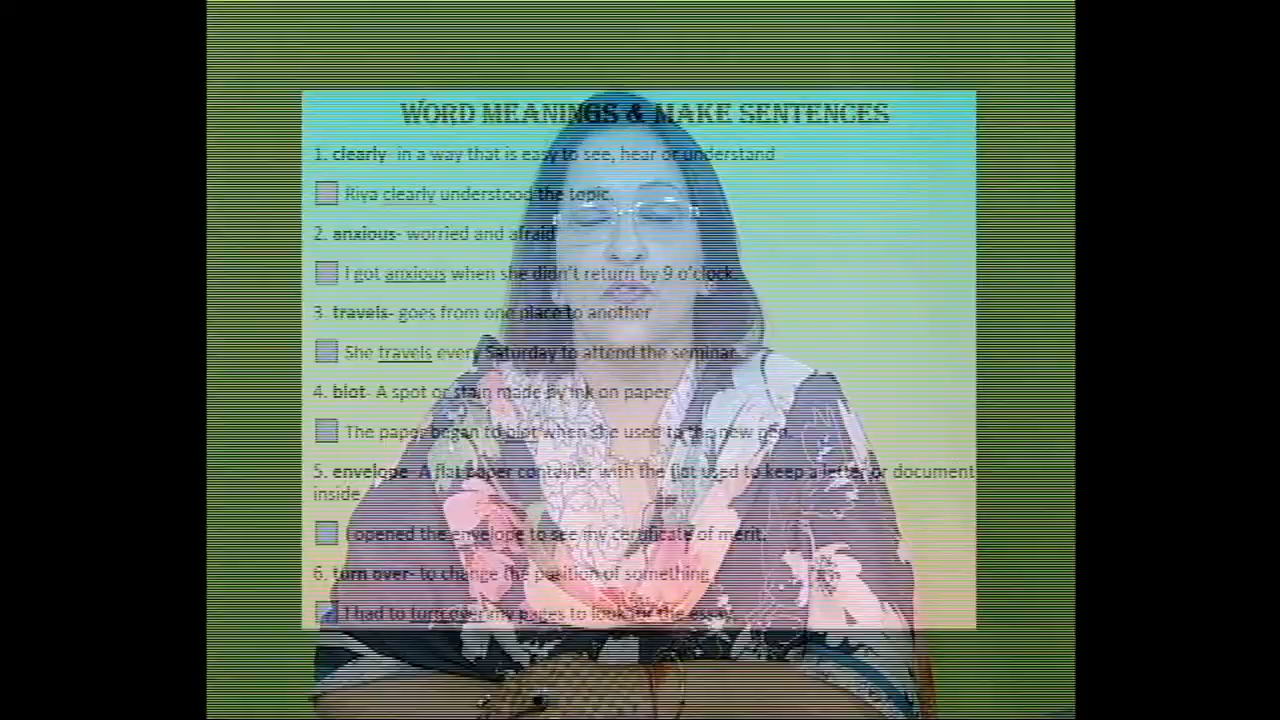 WORD MEANINGS & MAKE SENTENCES
1. clearly- in a way that is easy to see, hear or understand
Riya clearly understood the topic.
2. anxious- worried and afraid
I got anxious when she didn't return by 9 o'clock.
3. travels- goes from one place to another
She travels every Saturday to attend the seminar.
4. blot- A spot or stain made by ink on paper
The paper began to blot when she used to the new pen.
5. envelope- A flat paper container with the flat used to keep a letter or document
inside
I opened the envelope to see my certificate of merit.
6. turn over- to change the position of something
I had to turn over my pages to look for the essay.